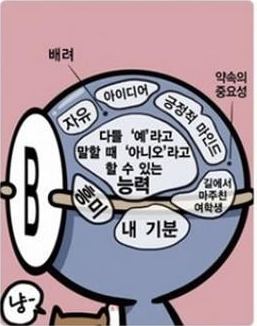 배려
약속의
중요성
자유
아이디어
긍정적 마인드
다들 '예'라고
말할 때 '아니오'라고
할 수 있는
능력
흥미
길에서
마주친
여학생
내 기분
B
냥~